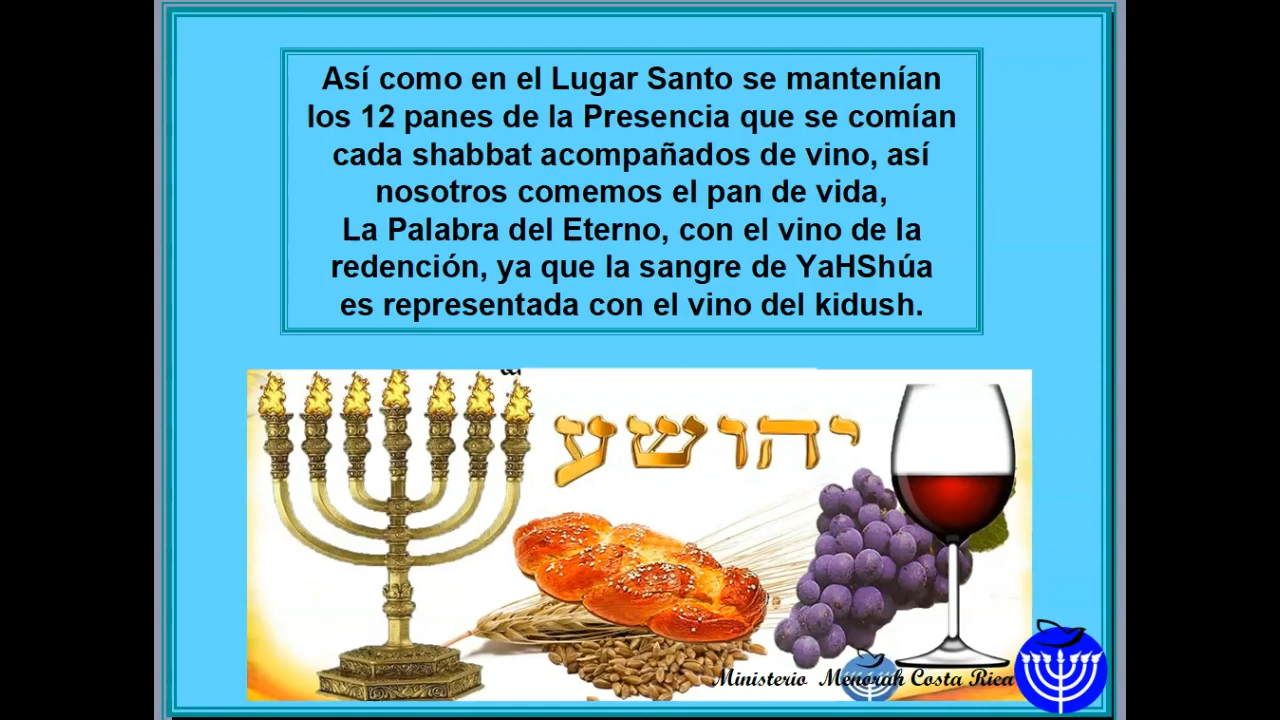 Así como en el Lugar Santo se mantenían
los 12 panes de la Presencia que se comían
cada shabbat acompañados de vino, así
nosotros comemos el pan de vida,
La Palabra del Eterno, con el vino de la
redención, ya que la sangre de YaHShúa
es representada con el vino del kidush.
יהושע
Ministerio Menorah Costa Rica